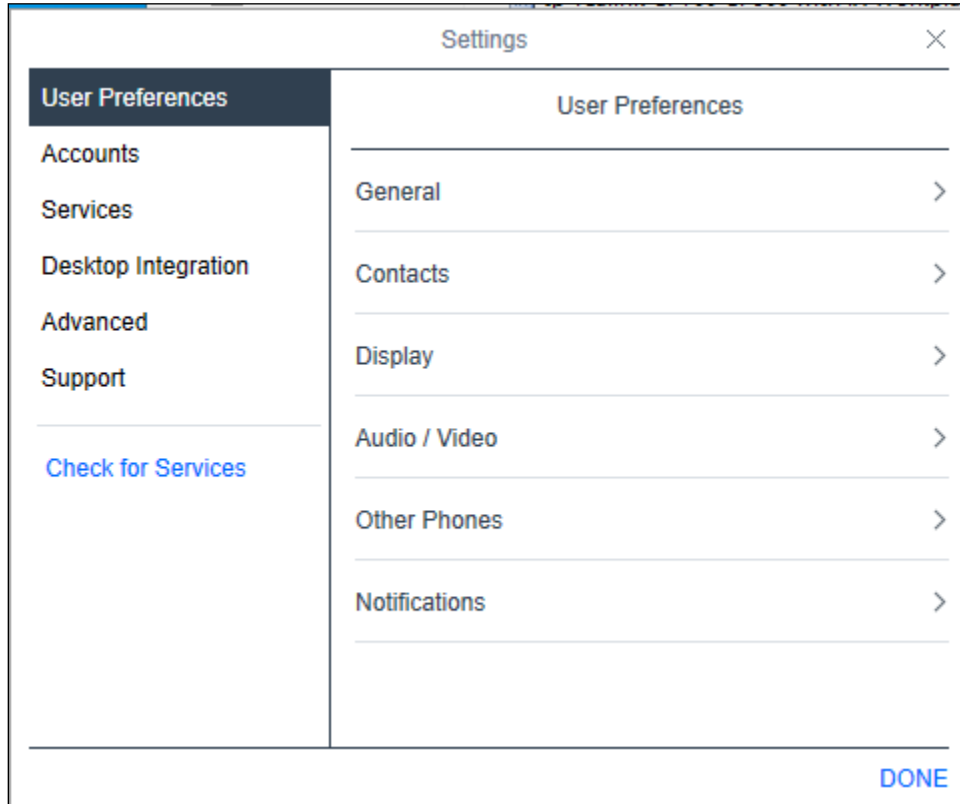 Settings
User Preferences
Accounts
Services
Desktop Integration
Advanced
Support
Check for Services
User Preferences
General
Contacts
Display
Audio / Video
Other Phones
Notifications
DONE